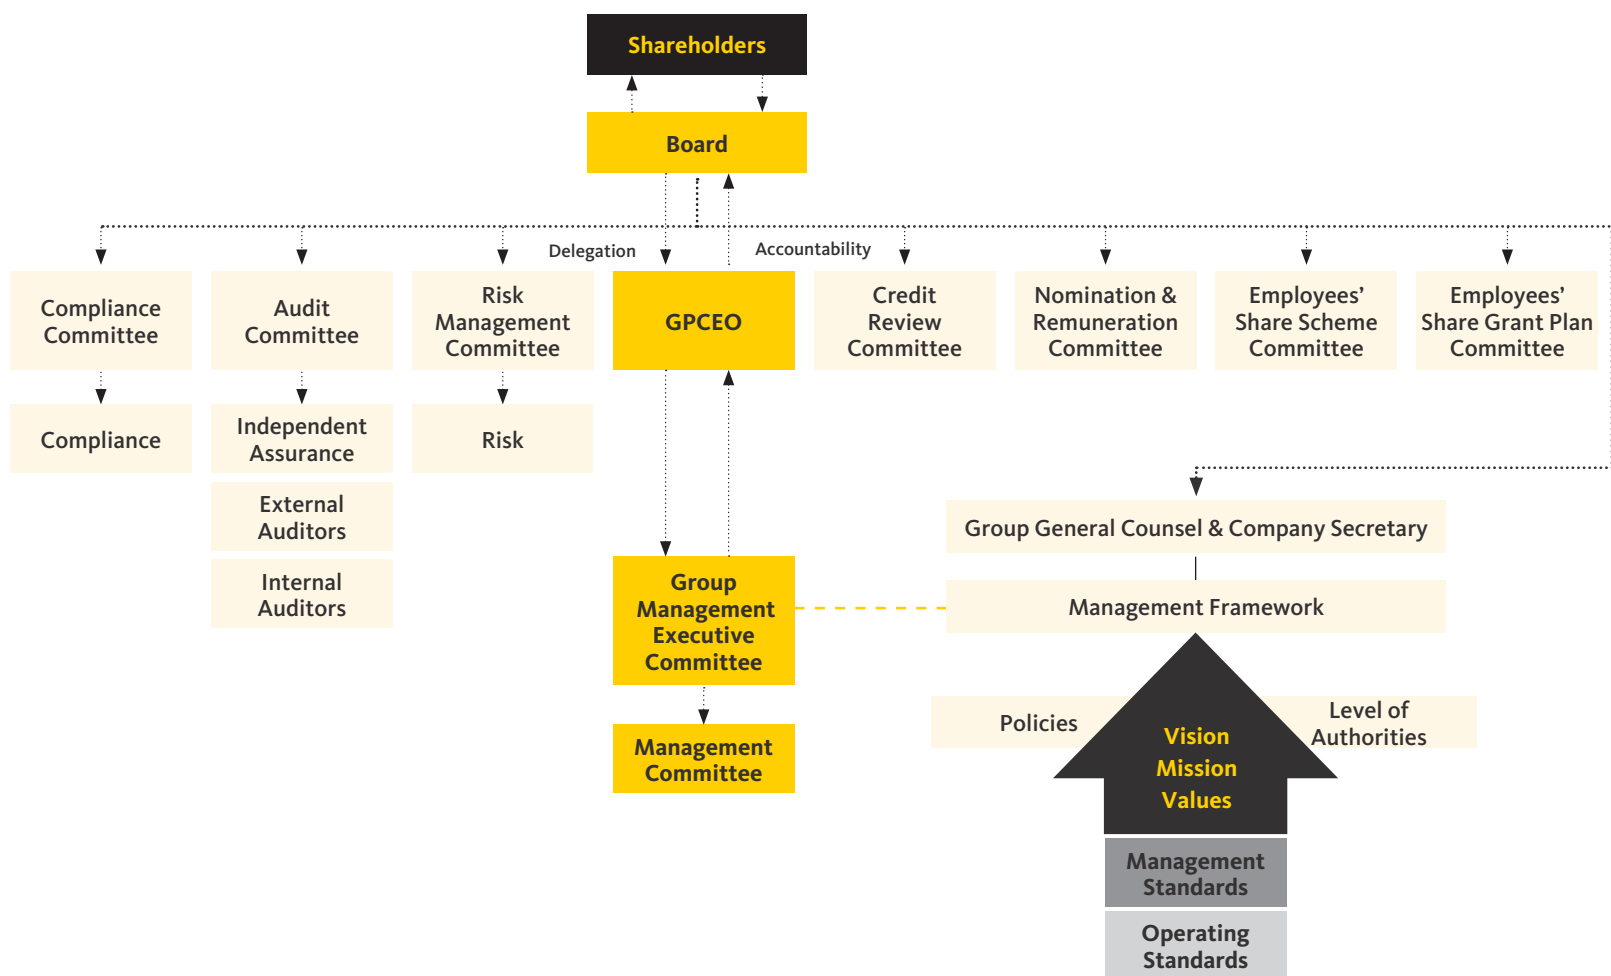 Shareholders
Board
Delegation
Accountability
Compliance
Committee
Audit
Committee
Risk
Management
Committee
GPCEO
Credit
Review
Committee
Nomination &
Remuneration
Committee
Employees’
Share Scheme
Committee
Employees’
Share Grant Plan
Committee
Compliance
Independent
Assurance
Risk
External
Auditors
Internal
Auditors
Group General Counsel & Company Secretary
Group
Management
Executive
Committee
Management Framework
Management
Committee
Policies
Level of
Authorities
Vision
Mission
Values
Management
Standards
Operating
Standards